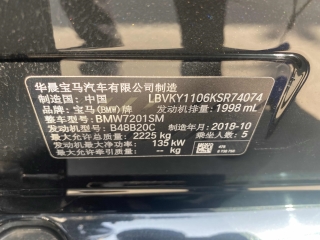 华晨宝马汽车有限公司制造
制造国：中国 LBVKY1106KSR74074
品牌：宝马(BMW)牌 发动机排量：1998 mL
整车型号：BMW7201SM
发动机型号：B48B20C 制造年月：2018-10
最大允许总质量：2225 kg 乘坐人数：5
发动机最大净功率：135 kW
最大允许牵引质量：-- kg